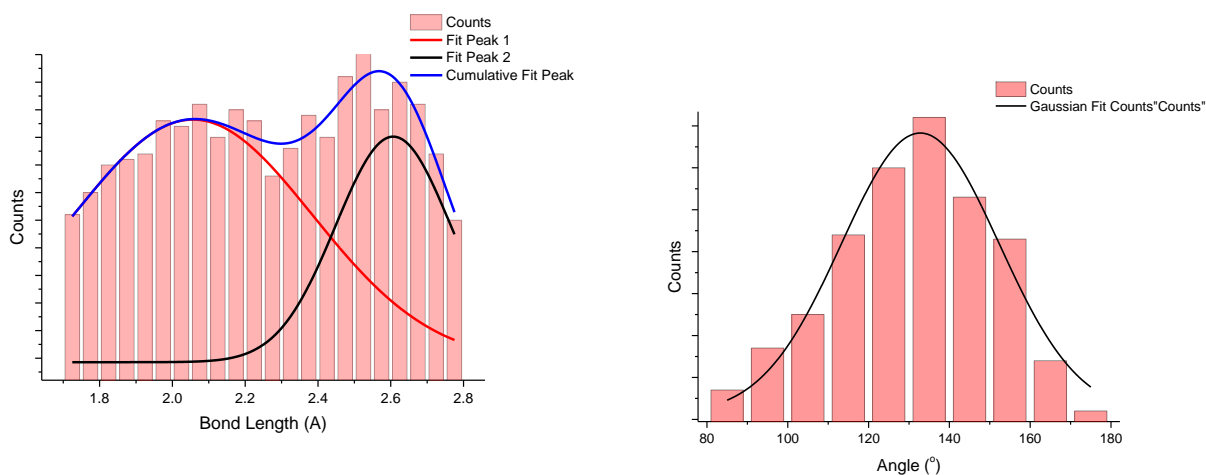 Counts
Fit Peak 1
Fit Peak 2
Cumulative Fit Peak
Counts
1.8 2.0 2.2 2.4 2.6 2.8
Bond Length (A)
Counts
Gaussian Fit Counts"Counts"
Counts
80 100 120 140 160 180
Angle (°)